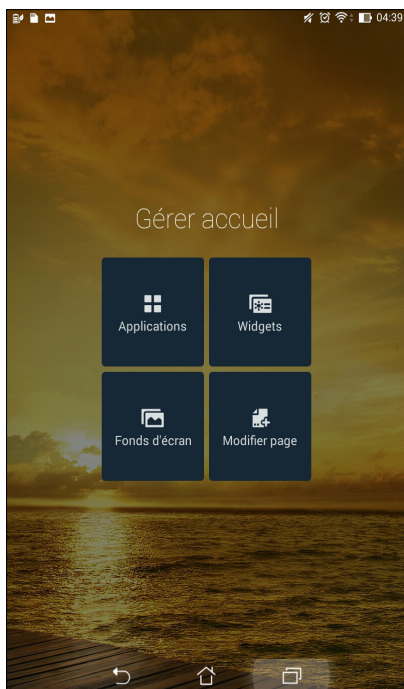 04:39
Gérer accueil
Applications
Widgets
Fonds d'écran
Modifier page